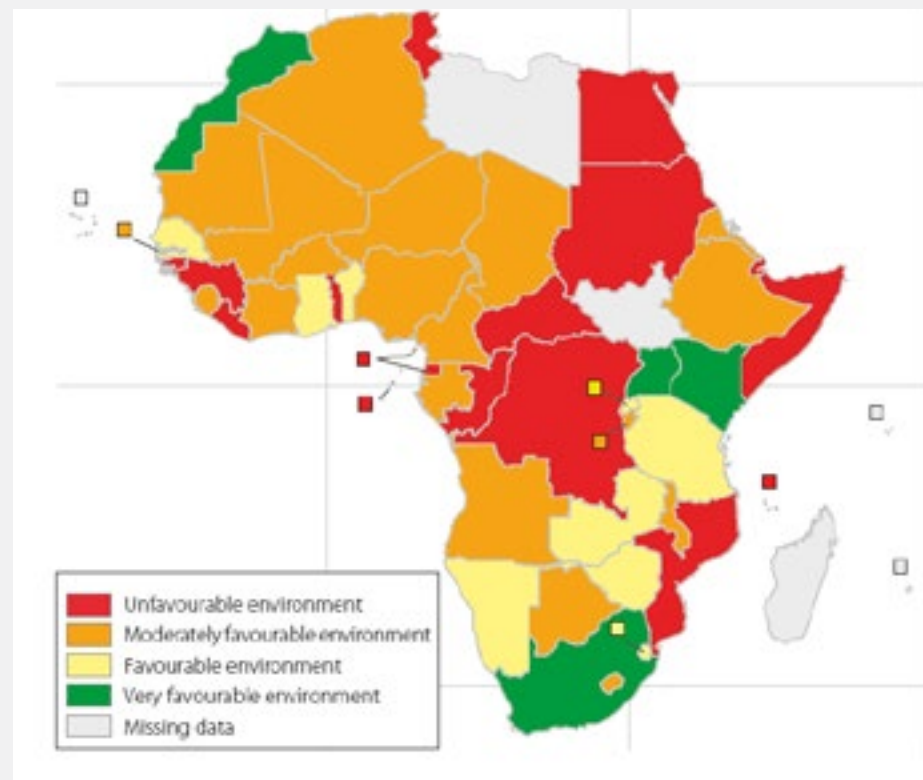 Unfavourable environment
Moderately favourable environment
Favourable environment
Very favourable environment
Missing data